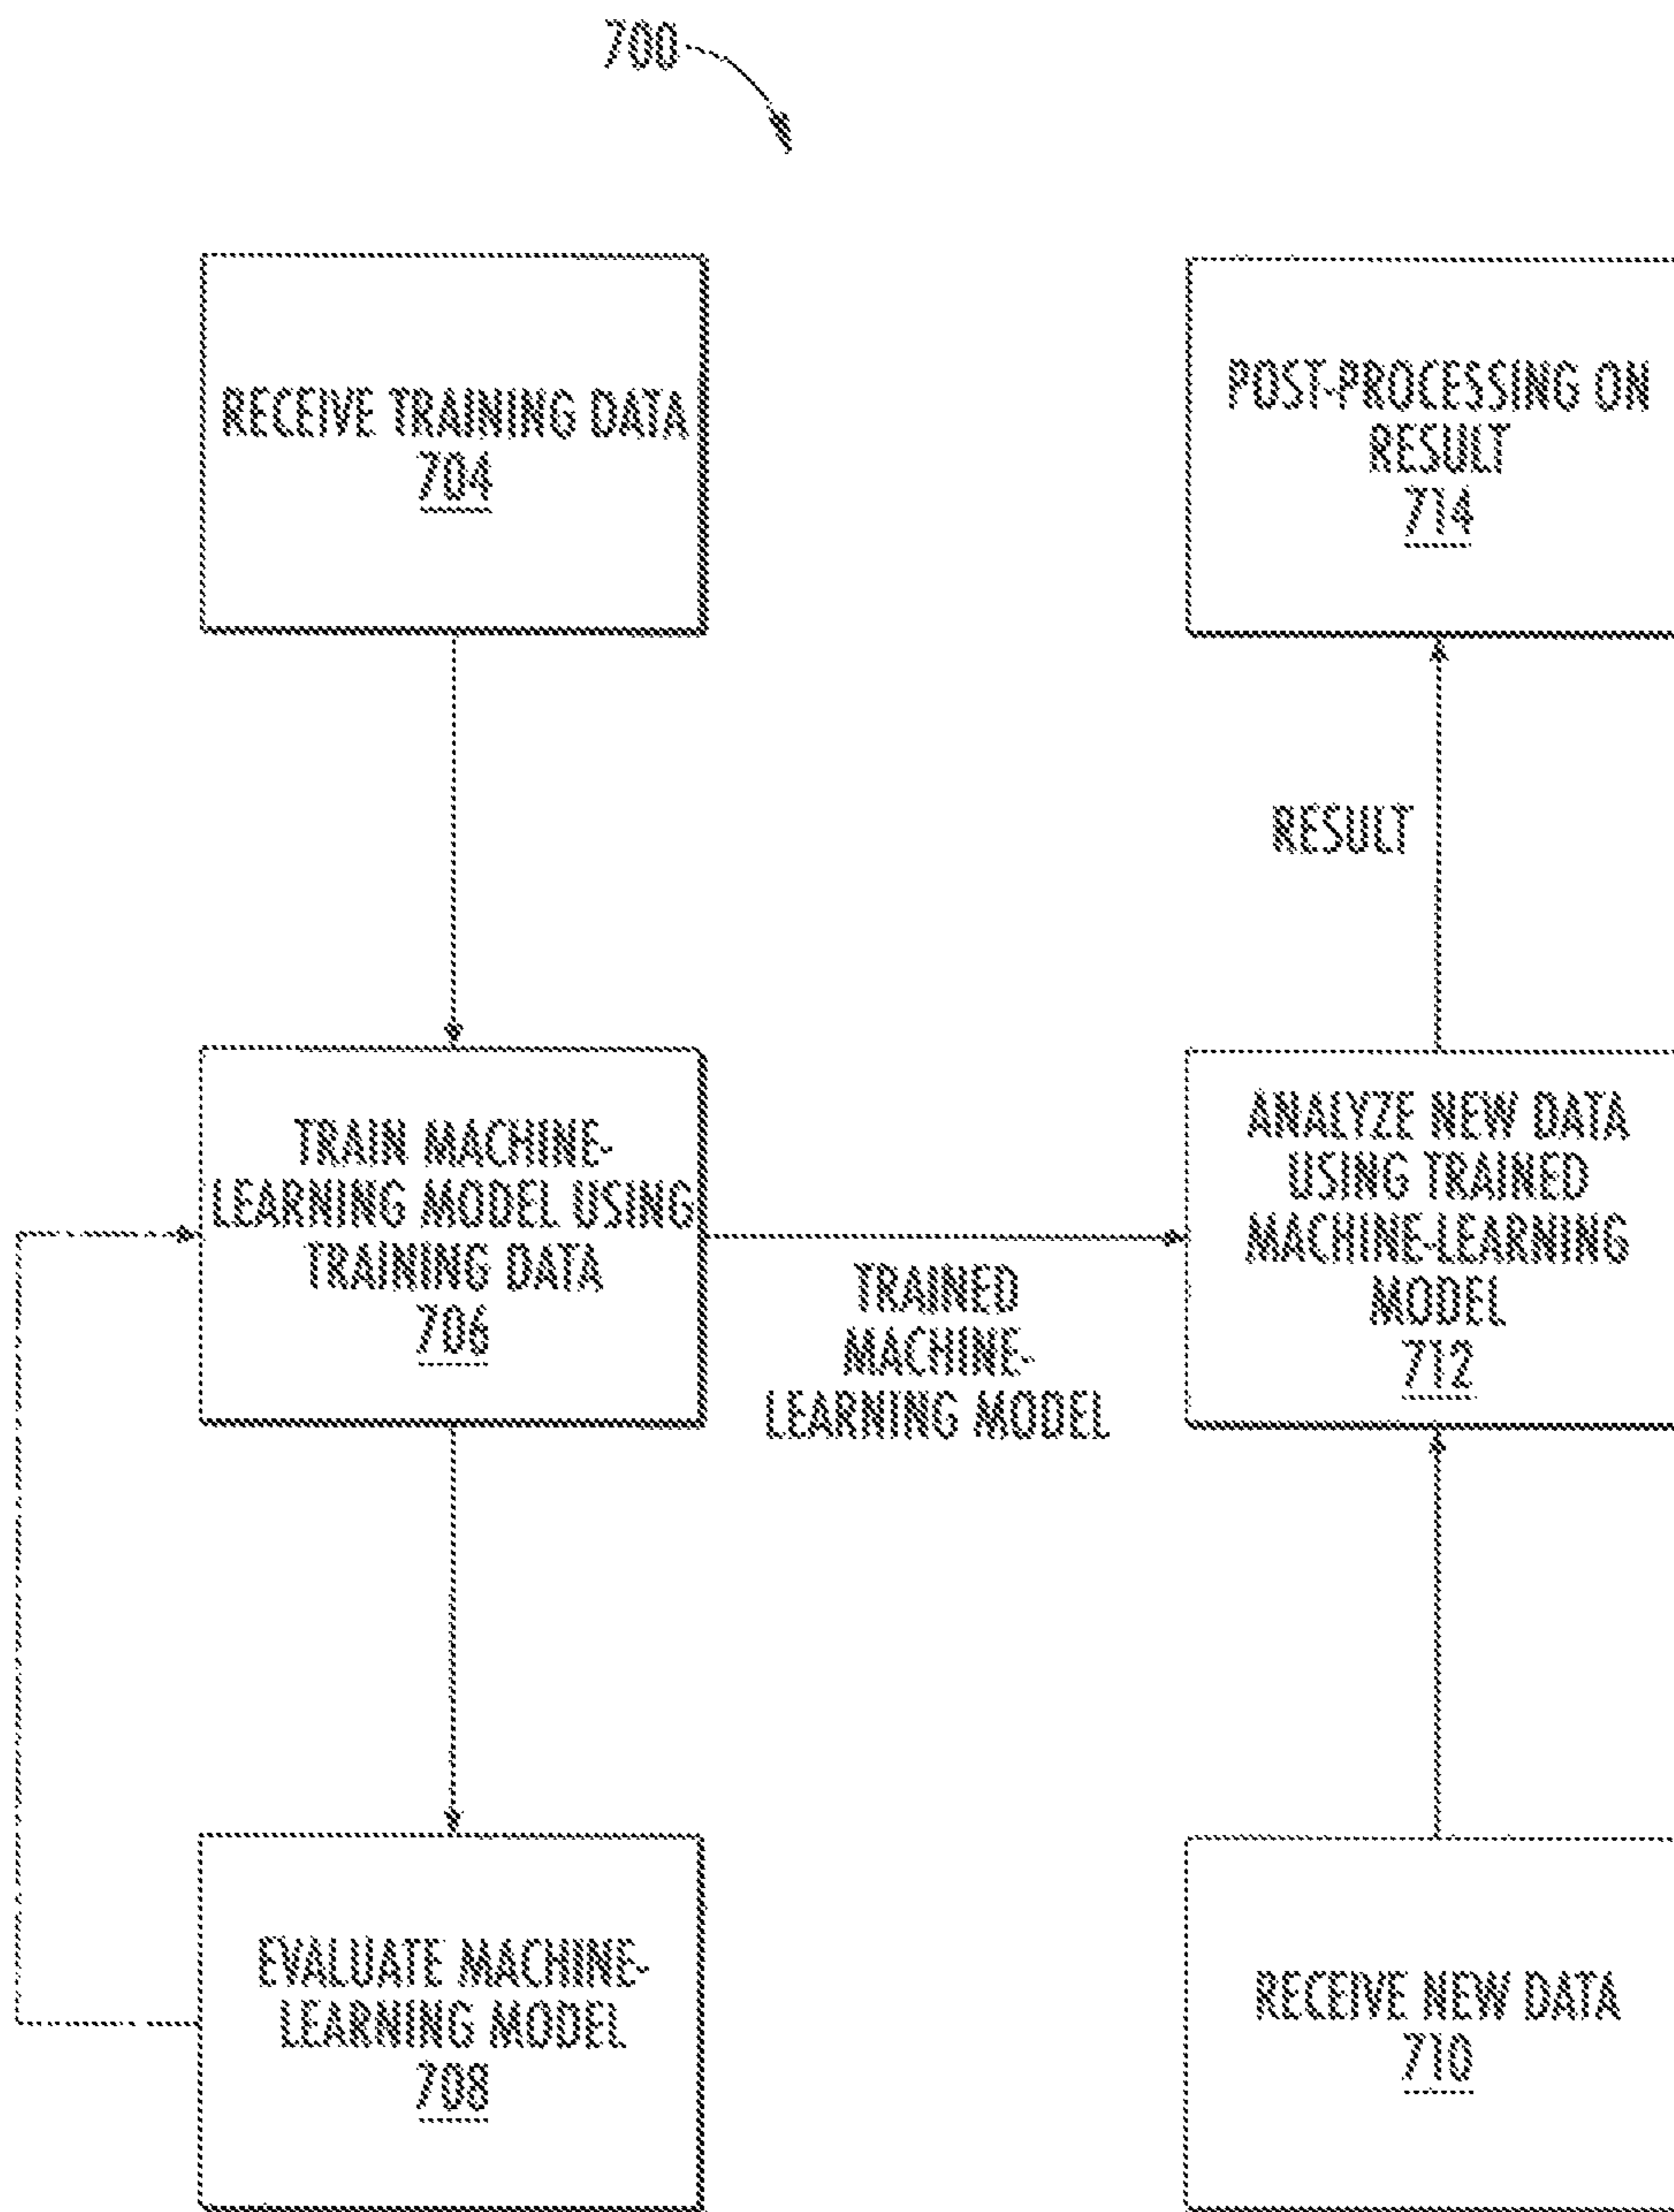 700
RECEIVE TRAINING DATA
704
POST-PROCESSING ON
RESULT
714
RESULT
TRAIN MACHINE-
LEARNING MODEL USING
TRAINING DATA
706
TRAINED
MACHINE-
LEARNING MODEL
ANALYZE NEW DATA
USING TRAINED
MACHINE-LEARNING
MODEL
712
EVALUATE MACHINE-
LEARNING MODEL
708
RECEIVE NEW DATA
710